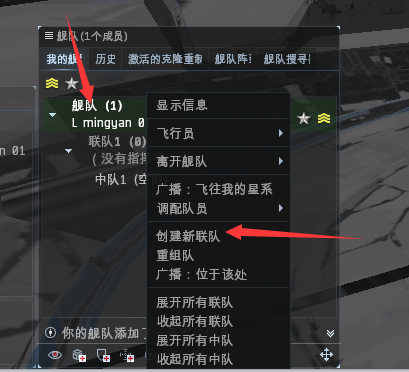 舰队(1个成员)
我的舰 历史 激活的克隆重制 舰队阵 舰队搜寻
舰队 (1)
L mingyan 0
n 01
联队1 (0)
(没有指
中队1 (空
显示信息
飞行员
离开舰队
广播：飞往我的星系
调配队员
创建新联队
重组队
广播：位于该处
展开所有联队
收起所有联队
展开所有中队
收起所有中队
你的舰队添加了